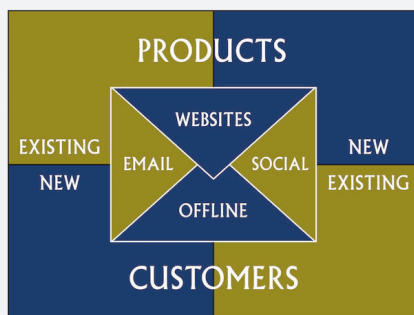 PRODUCTS
WEBSITES
EXISTING
NEW
EMAIL
SOCIAL
NEW
EXISTING
OFFLINE
CUSTOMERS